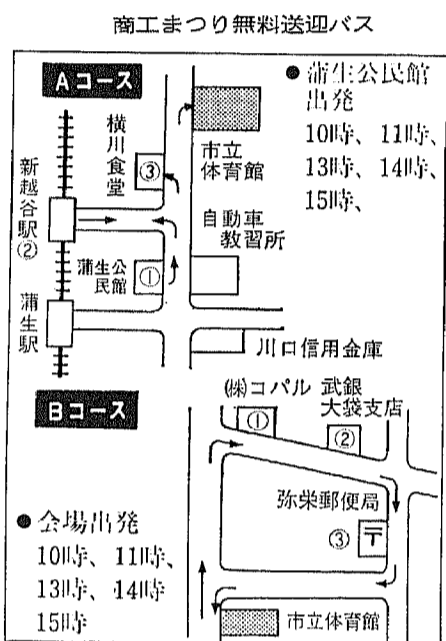 商工まつり無料送迎バス
Aコース
●蒲生公民館
出発
10時、11時、
13時、14時、
15時、
横川食堂
③
市立
体育館
新越谷駅②
自動車
教習所
蒲生公
民館
①
蒲生駅
川口信用金庫
Bコース
(株)コパル
①
武銀
大袋支店
②
弥栄郵便局
③
〒
●会場出発
10時、11時、
13時、14時
15時
市立体育館